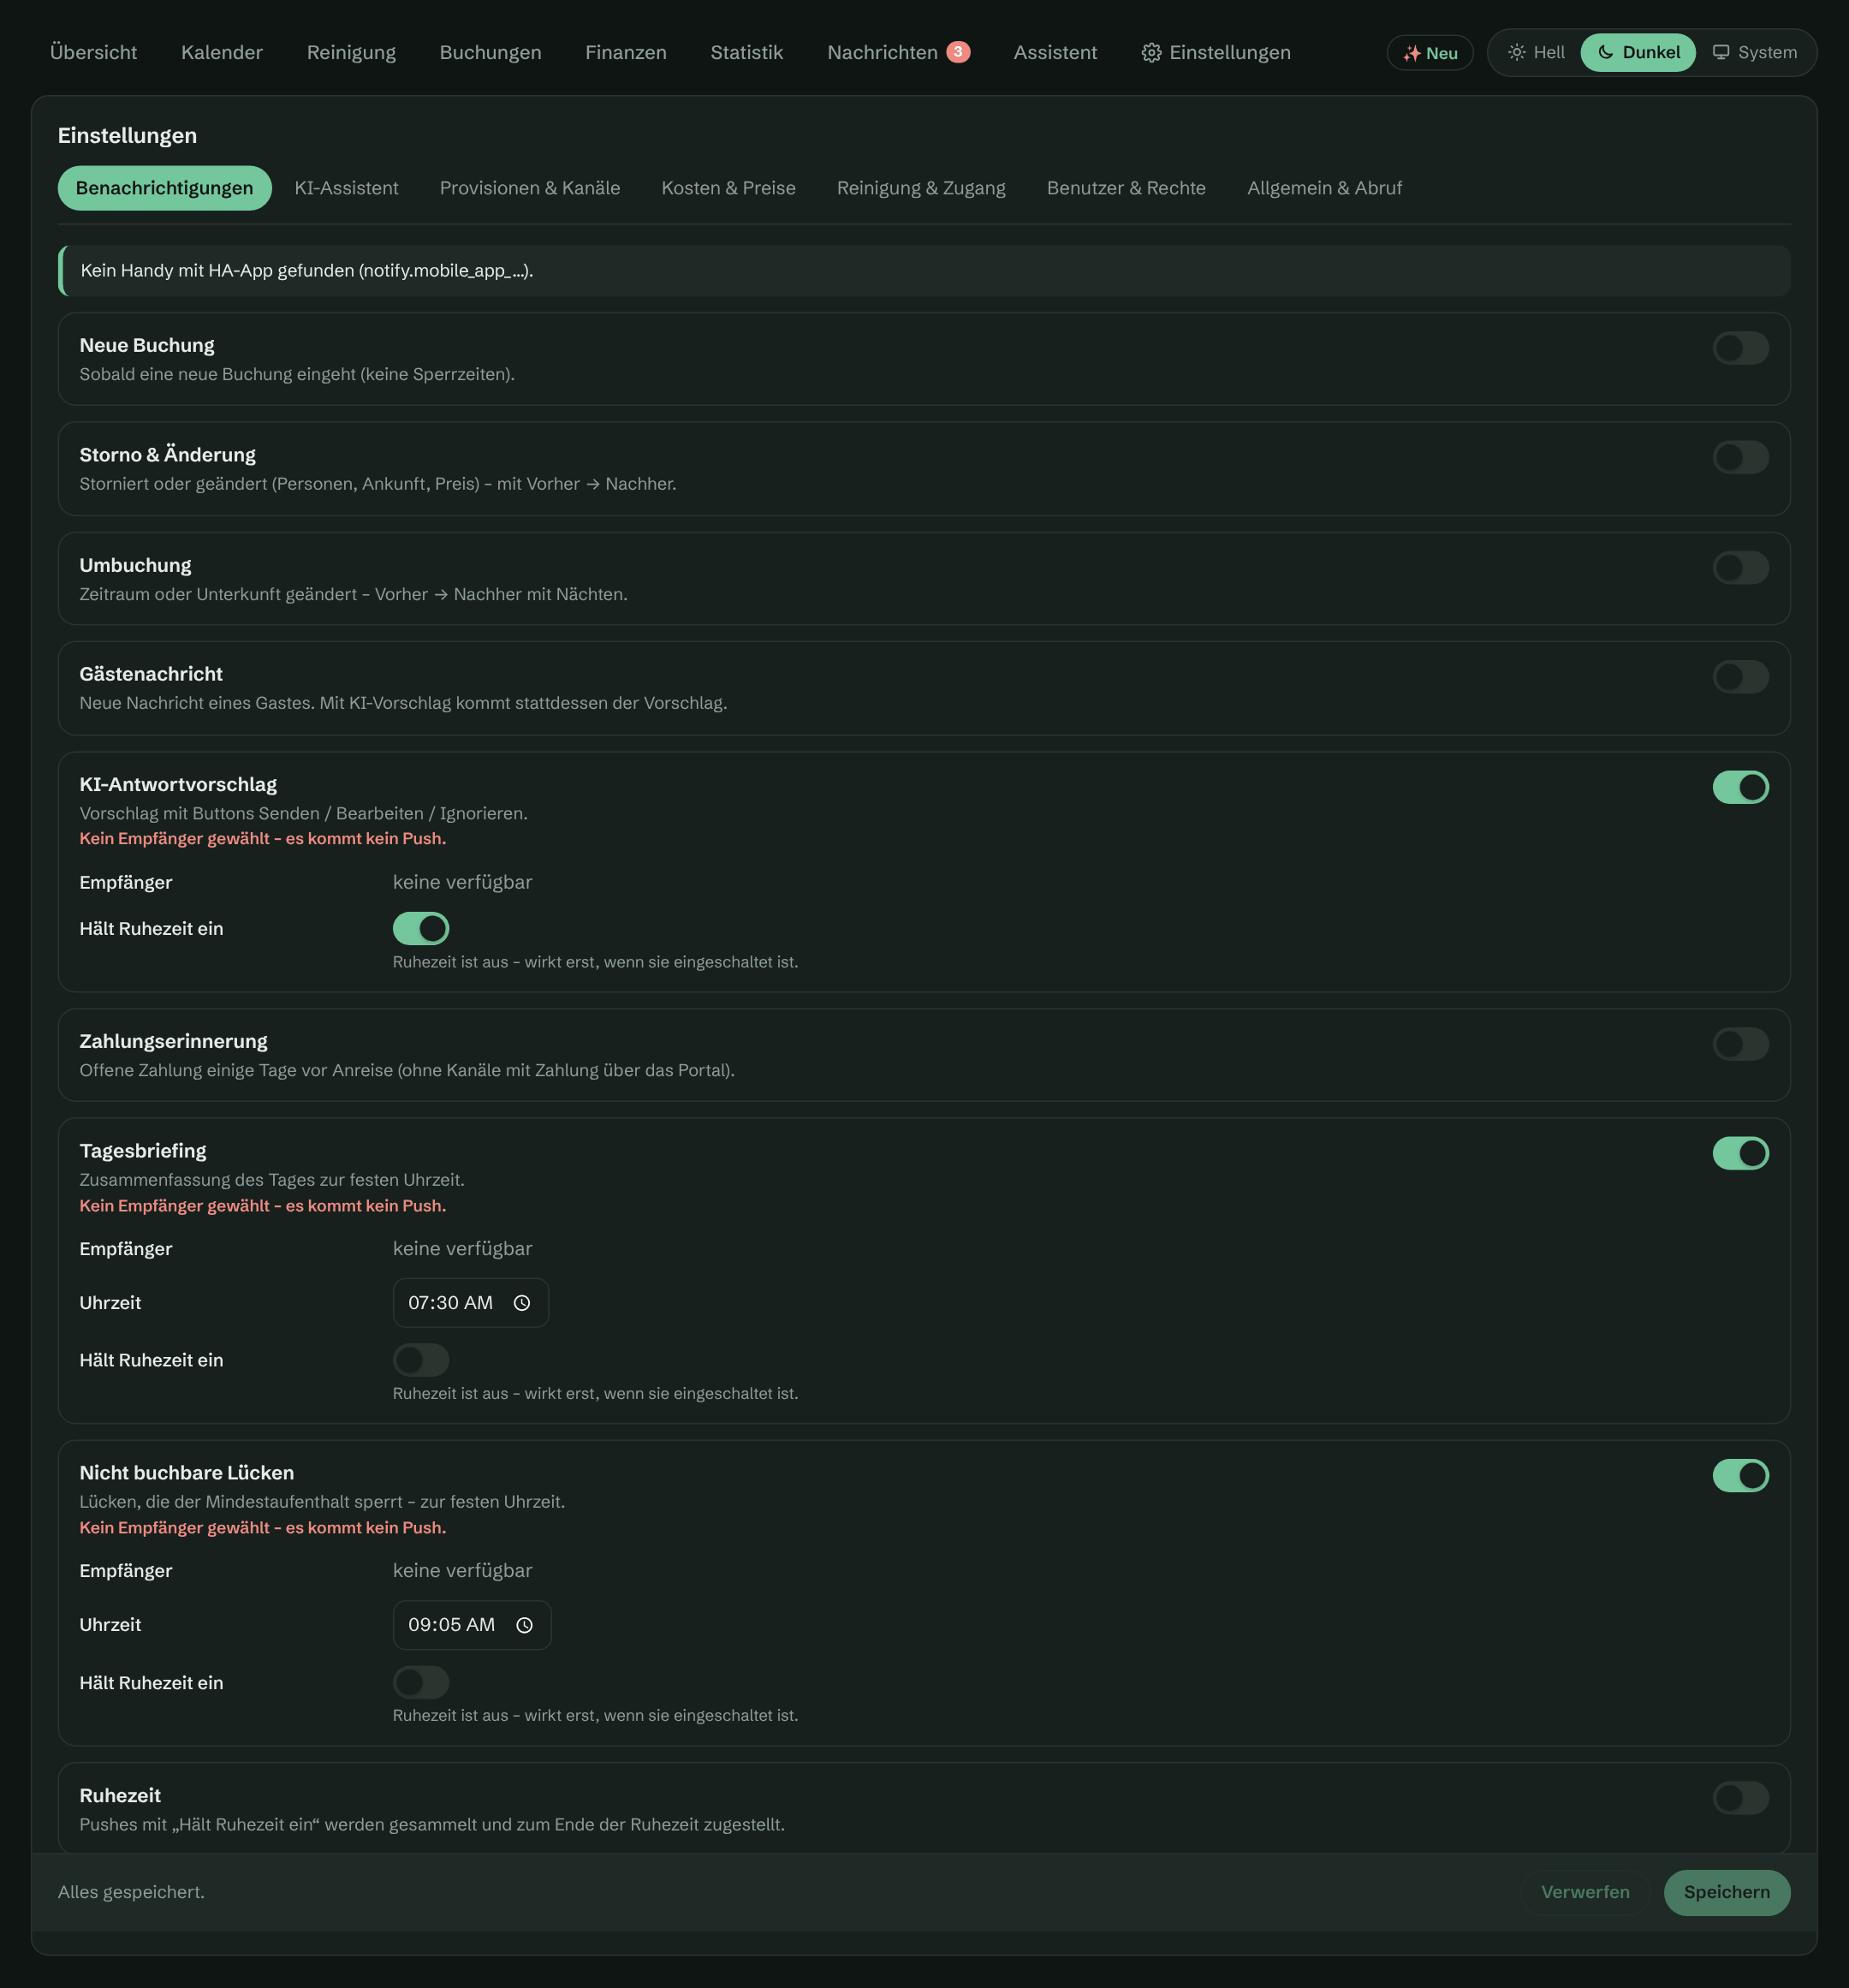 Übersicht Kalender Reinigung Buchungen Finanzen Statistik Nachrichten 3 Assistent Einstellungen Neu Hell Dunkel System
Einstellungen
Benachrichtigungen KI-Assistent Provisionen & Kanäle Kosten & Preise Reinigung & Zugang Benutzer & Rechte Allgemein & Abruf
Kein Handy mit HA-App gefunden (notify.mobile_app_…).
Neue Buchung
Sobald eine neue Buchung eingeht (keine Sperrzeiten).
Storno & Änderung
Storniert oder geändert (Personen, Ankunft, Preis) – mit Vorher → Nachher.
Umbuchung
Zeitraum oder Unterkunft geändert – Vorher → Nachher mit Nächten.
Gästenachricht
Neue Nachricht eines Gastes. Mit KI-Vorschlag kommt stattdessen der Vorschlag.
KI-Antwortvorschlag
Vorschlag mit Buttons Senden / Bearbeiten / Ignorieren.
Kein Empfänger gewählt – es kommt kein Push.
Empfänger keine verfügbar
Hält Ruhezeit ein
Ruhezeit ist aus – wirkt erst, wenn sie eingeschaltet ist.
Zahlungserinnerung
Offene Zahlung einige Tage vor Anreise (ohne Kanäle mit Zahlung über das Portal).
Tagesbriefing
Zusammenfassung des Tages zur festen Uhrzeit.
Kein Empfänger gewählt – es kommt kein Push.
Empfänger keine verfügbar
Uhrzeit 07:30 AM
Hält Ruhezeit ein
Ruhezeit ist aus – wirkt erst, wenn sie eingeschaltet ist.
Nicht buchbare Lücken
Lücken, die der Mindestaufenthalt sperrt – zur festen Uhrzeit.
Kein Empfänger gewählt – es kommt kein Push.
Empfänger keine verfügbar
Uhrzeit 09:05 AM
Hält Ruhezeit ein
Ruhezeit ist aus – wirkt erst, wenn sie eingeschaltet ist.
Ruhezeit
Pushes mit „Hält Ruhezeit ein“ werden gesammelt und zum Ende der Ruhezeit zugestellt.
Alles gespeichert. Verwerfen Speichern